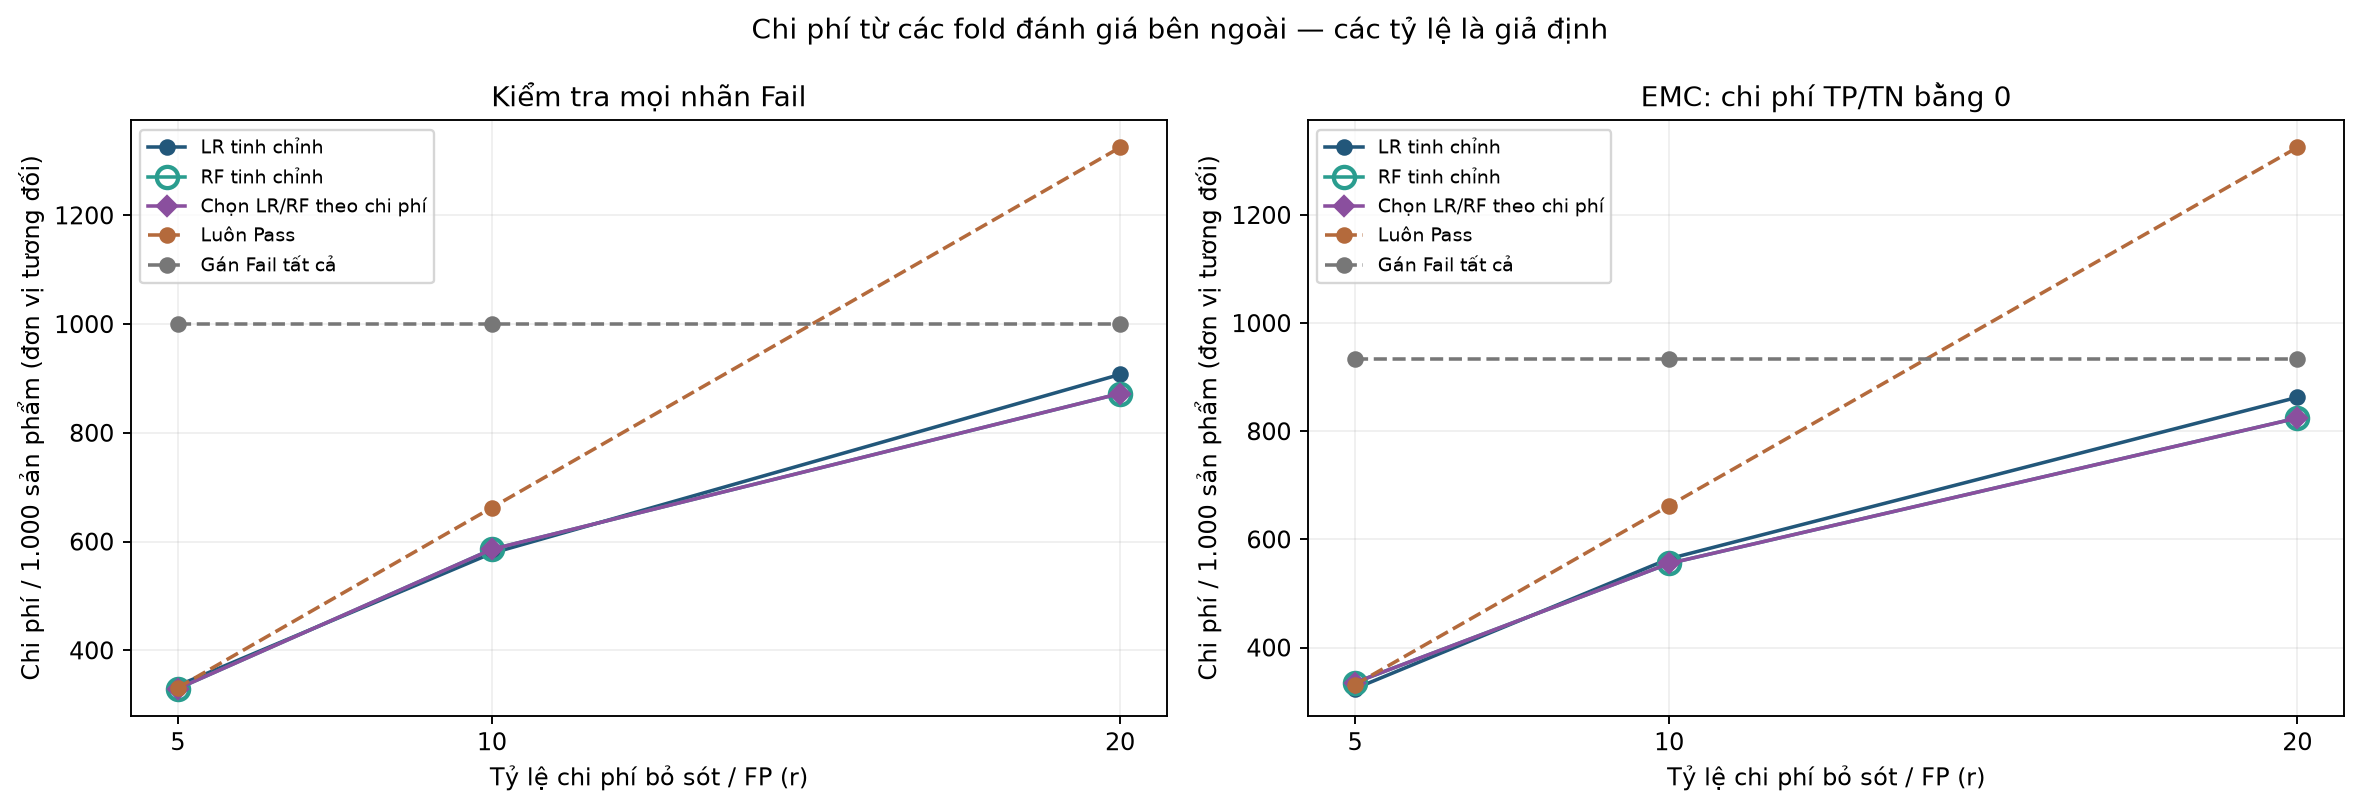 Chi phí từ các fold đánh giá bên ngoài — các tỷ lệ là giả định
Kiểm tra mọi nhãn Fail
Chi phí / 1.000 sản phẩm (đơn vị tương đối)
1200
1000
800
600
400
LR tinh chỉnh
RF tinh chỉnh
Chọn LR/RF theo chi phí
Luôn Pass
Gán Fail tất cả
5
10
20
Tỷ lệ chi phí bỏ sót / FP (r)
EMC: chi phí TP/TN bằng 0
Chi phí / 1.000 sản phẩm (đơn vị tương đối)
1200
1000
800
600
400
LR tinh chỉnh
RF tinh chỉnh
Chọn LR/RF theo chi phí
Luôn Pass
Gán Fail tất cả
5
10
20
Tỷ lệ chi phí bỏ sót / FP (r)